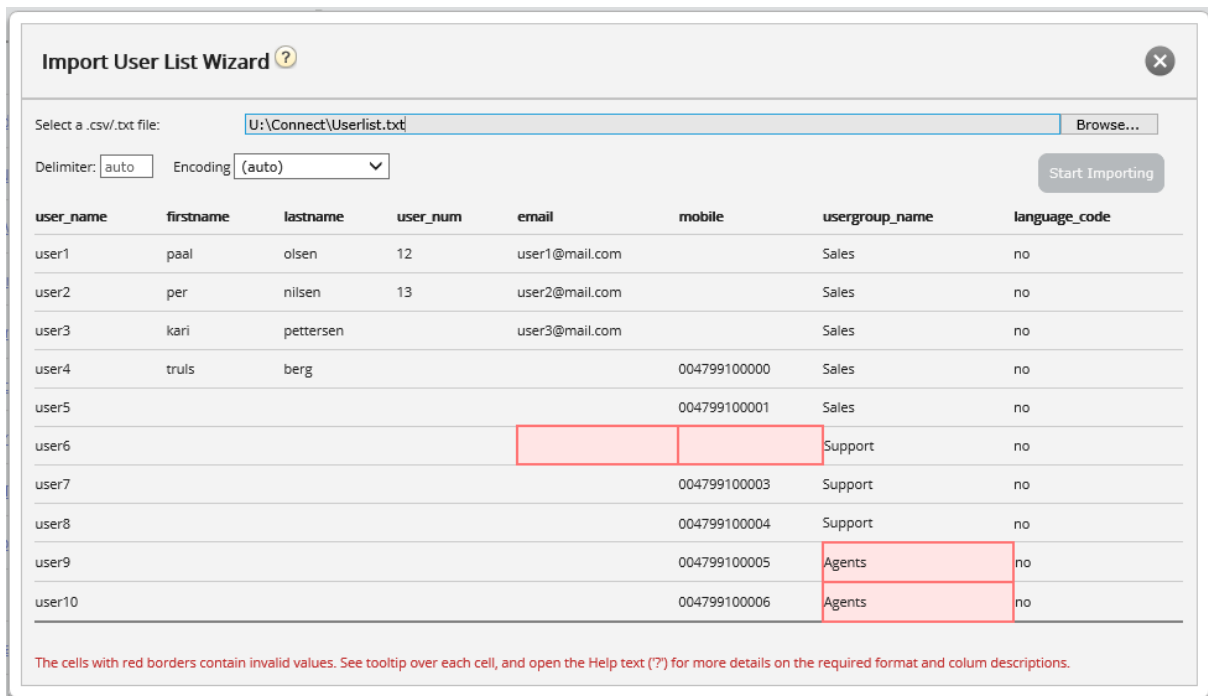 Import User List Wizard ?
Select a .csv/.txt file: U:\Connect\Userlist.txt Browse...
Delimiter: auto Encoding (auto) Start Importing
user_name firstname lastname user_num email mobile usergroup_name language_code
user1 paal olsen 12 user1@mail.com Sales no
user2 per nilsen 13 user2@mail.com Sales no
user3 kari pettersen user3@mail.com Sales no
user4 truls berg 004799100000 Sales no
user5 004799100001 Sales no
user6 Support no
user7 004799100003 Support no
user8 004799100004 Support no
user9 004799100005 Agents no
user10 004799100006 Agents no
The cells with red borders contain invalid values. See tooltip over each cell, and open the Help text ('?') for more details on the required format and colum descriptions.